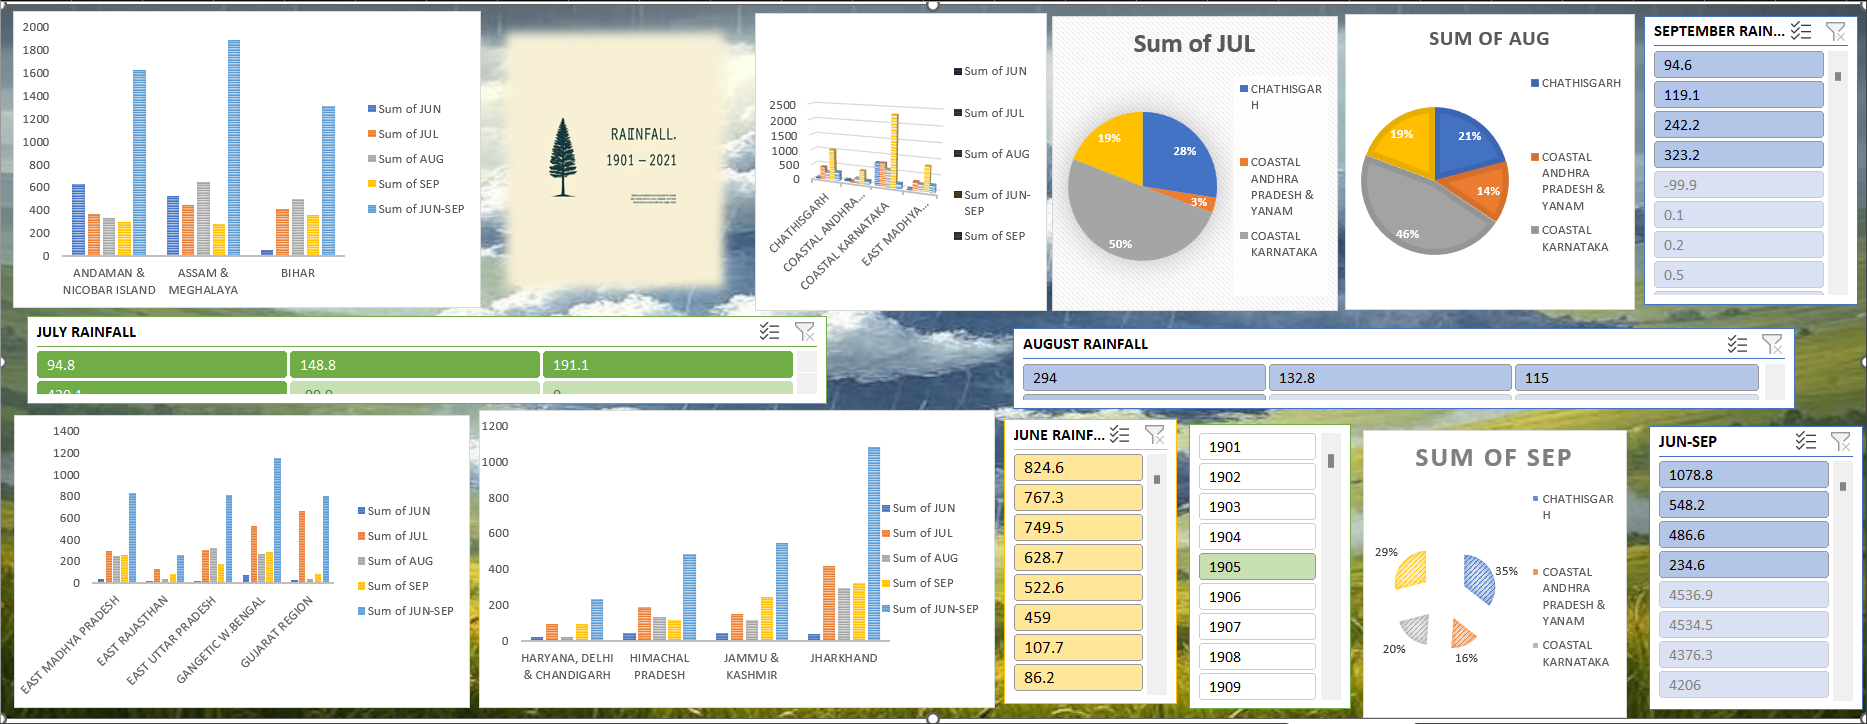 2000
1800
1600
1400
1200
1000
800
600
400
200
0
ANDAMAN &
NICOBAR ISLAND
ASSAM &
MEGHALAYA
BIHAR
Sum of JUN
Sum of JUL
Sum of AUG
Sum of SEP
Sum of JUN-SEP
RAINFALL.
1901 – 2021
2500
2000
1500
1000
500
0
CHATHISGARH
COASTAL ANDHRA...
COASTAL KARNATAKA
EAST MADHYA...
Sum of JUN
Sum of JUL
Sum of AUG
Sum of JUN-
SEP
Sum of SEP
Sum of JUL
19%
28%
3%
50%
CHATHISGAR
H
COASTAL
ANDHRA
PRADESH &
YANAM
COASTAL
KARNATAKA
SUM OF AUG
19%
21%
14%
46%
CHATHISGARH
COASTAL
ANDHRA
PRADESH &
YANAM
COASTAL
KARNATAKA
SEPTEMBER RAIN...
94.6
119.1
242.2
323.2
-99.9
0.1
0.2
0.5
JULY RAINFALL
94.8 148.8 191.1
AUGUST RAINFALL
294 132.8 115
1400
1200
1000
800
600
400
200
0
EAST MADHYA PRADESH
EAST RAJASTHAN
EAST UTTAR PRADESH
GANGETIC W.BENGAL
GUJARAT REGION
Sum of JUN
Sum of JUL
Sum of AUG
Sum of SEP
Sum of JUN-SEP
1200
1000
800
600
400
200
0
HARYANA, DELHI
& CHANDIGARH
HIMACHAL
PRADESH
JAMMU &
KASHMIR
JHARKHAND
Sum of JUN
Sum of JUL
Sum of AUG
Sum of SEP
Sum of JUN-SEP
JUNE RAINF...
824.6
767.3
749.5
628.7
522.6
459
107.7
86.2
1901
1902
1903
1904
1905
1906
1907
1908
1909
SUM OF SEP
29%
35%
20%
16%
CHATHISGAR
H
COASTAL
ANDHRA
PRADESH &
YANAM
COASTAL
KARNATAKA
JUN-SEP
1078.8
548.2
486.6
234.6
4536.9
4534.5
4376.3
4206